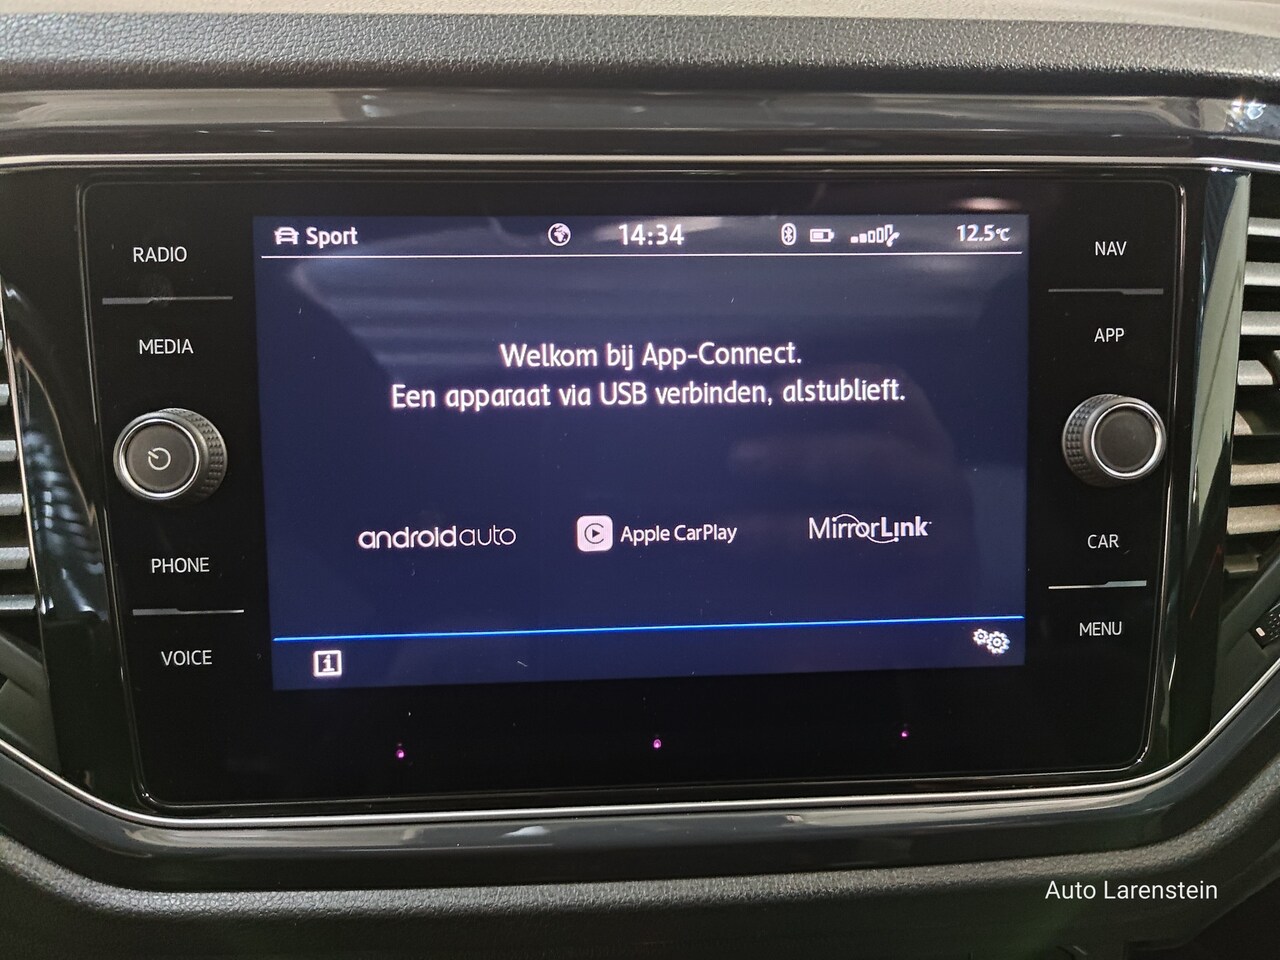 Sport 14:34 12.5°C
RADIO
NAV
MEDIA
APP
Welkom bij App-Connect.
Een apparaat via USB verbinden, alstublieft.
androidauto
Apple CarPlay
MirrorLink
PHONE
CAR
VOICE
MENU
Auto Larenstein